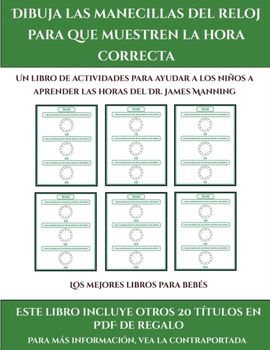 Dibuja las manecillas del reloj
para que muestren la hora
correcta
Un libro de actividades para ayudar a los niños a
aprender las horas del Dr. James Manning
Los mejores libros para bebés
Este libro incluye otros 20 títulos en
PDF de regalo
Para más información, vea la contraportada